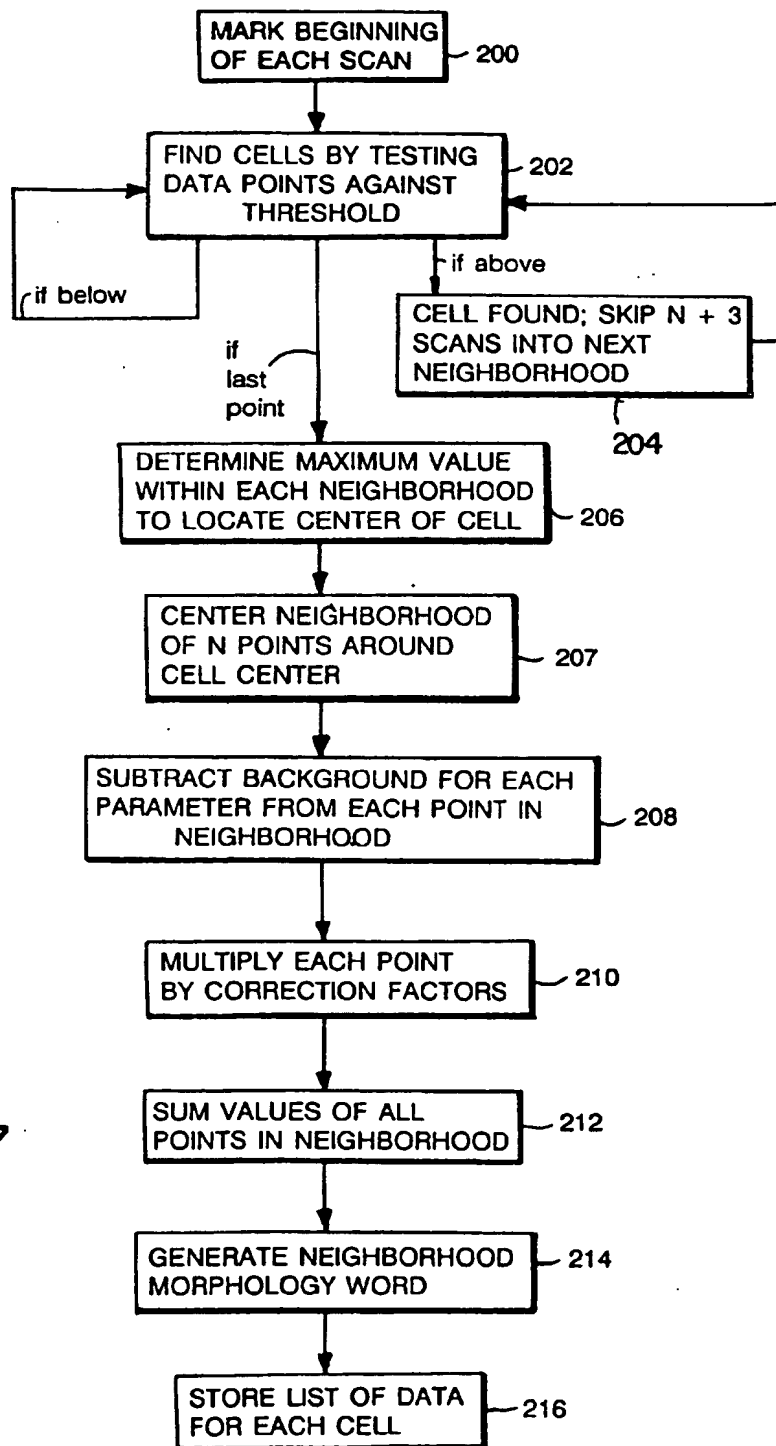 MARK BEGINNING
OF EACH SCAN
200
FIND CELLS BY TESTING
DATA POINTS AGAINST
THRESHOLD
202
if below
if above
CELL FOUND; SKIP N + 3
SCANS INTO NEXT
NEIGHBORHOOD
204
if
last
point
DETERMINE MAXIMUM VALUE
WITHIN EACH NEIGHBORHOOD
TO LOCATE CENTER OF CELL
206
CENTER NEIGHBORHOOD
OF N POINTS AROUND
CELL CENTER
207
SUBTRACT BACKGROUND FOR EACH
PARAMETER FROM EACH POINT IN
NEIGHBORHOOD
208
MULTIPLY EACH POINT
BY CORRECTION FACTORS
210
SUM VALUES OF ALL
POINTS IN NEIGHBORHOOD
212
GENERATE NEIGHBORHOOD
MORPHOLOGY WORD
214
STORE LIST OF DATA
FOR EACH CELL
216